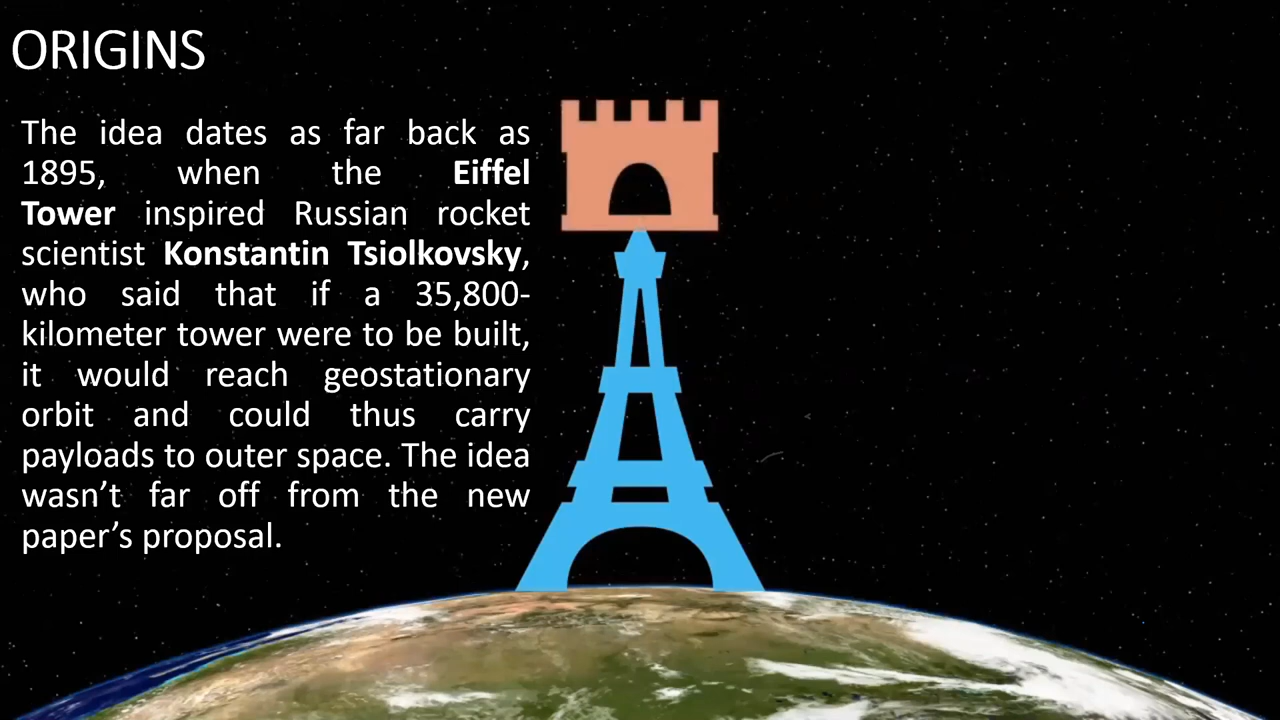 ORIGINS
The idea dates as far back as
1895, when the Eiffel
Tower inspired Russian rocket
scientist Konstantin Tsiolkovsky,
who said that if a 35,800-
kilometer tower were to be built,
it would reach geostationary
orbit and could thus carry
payloads to outer space. The idea
wasn’t far off from the new
paper’s proposal.